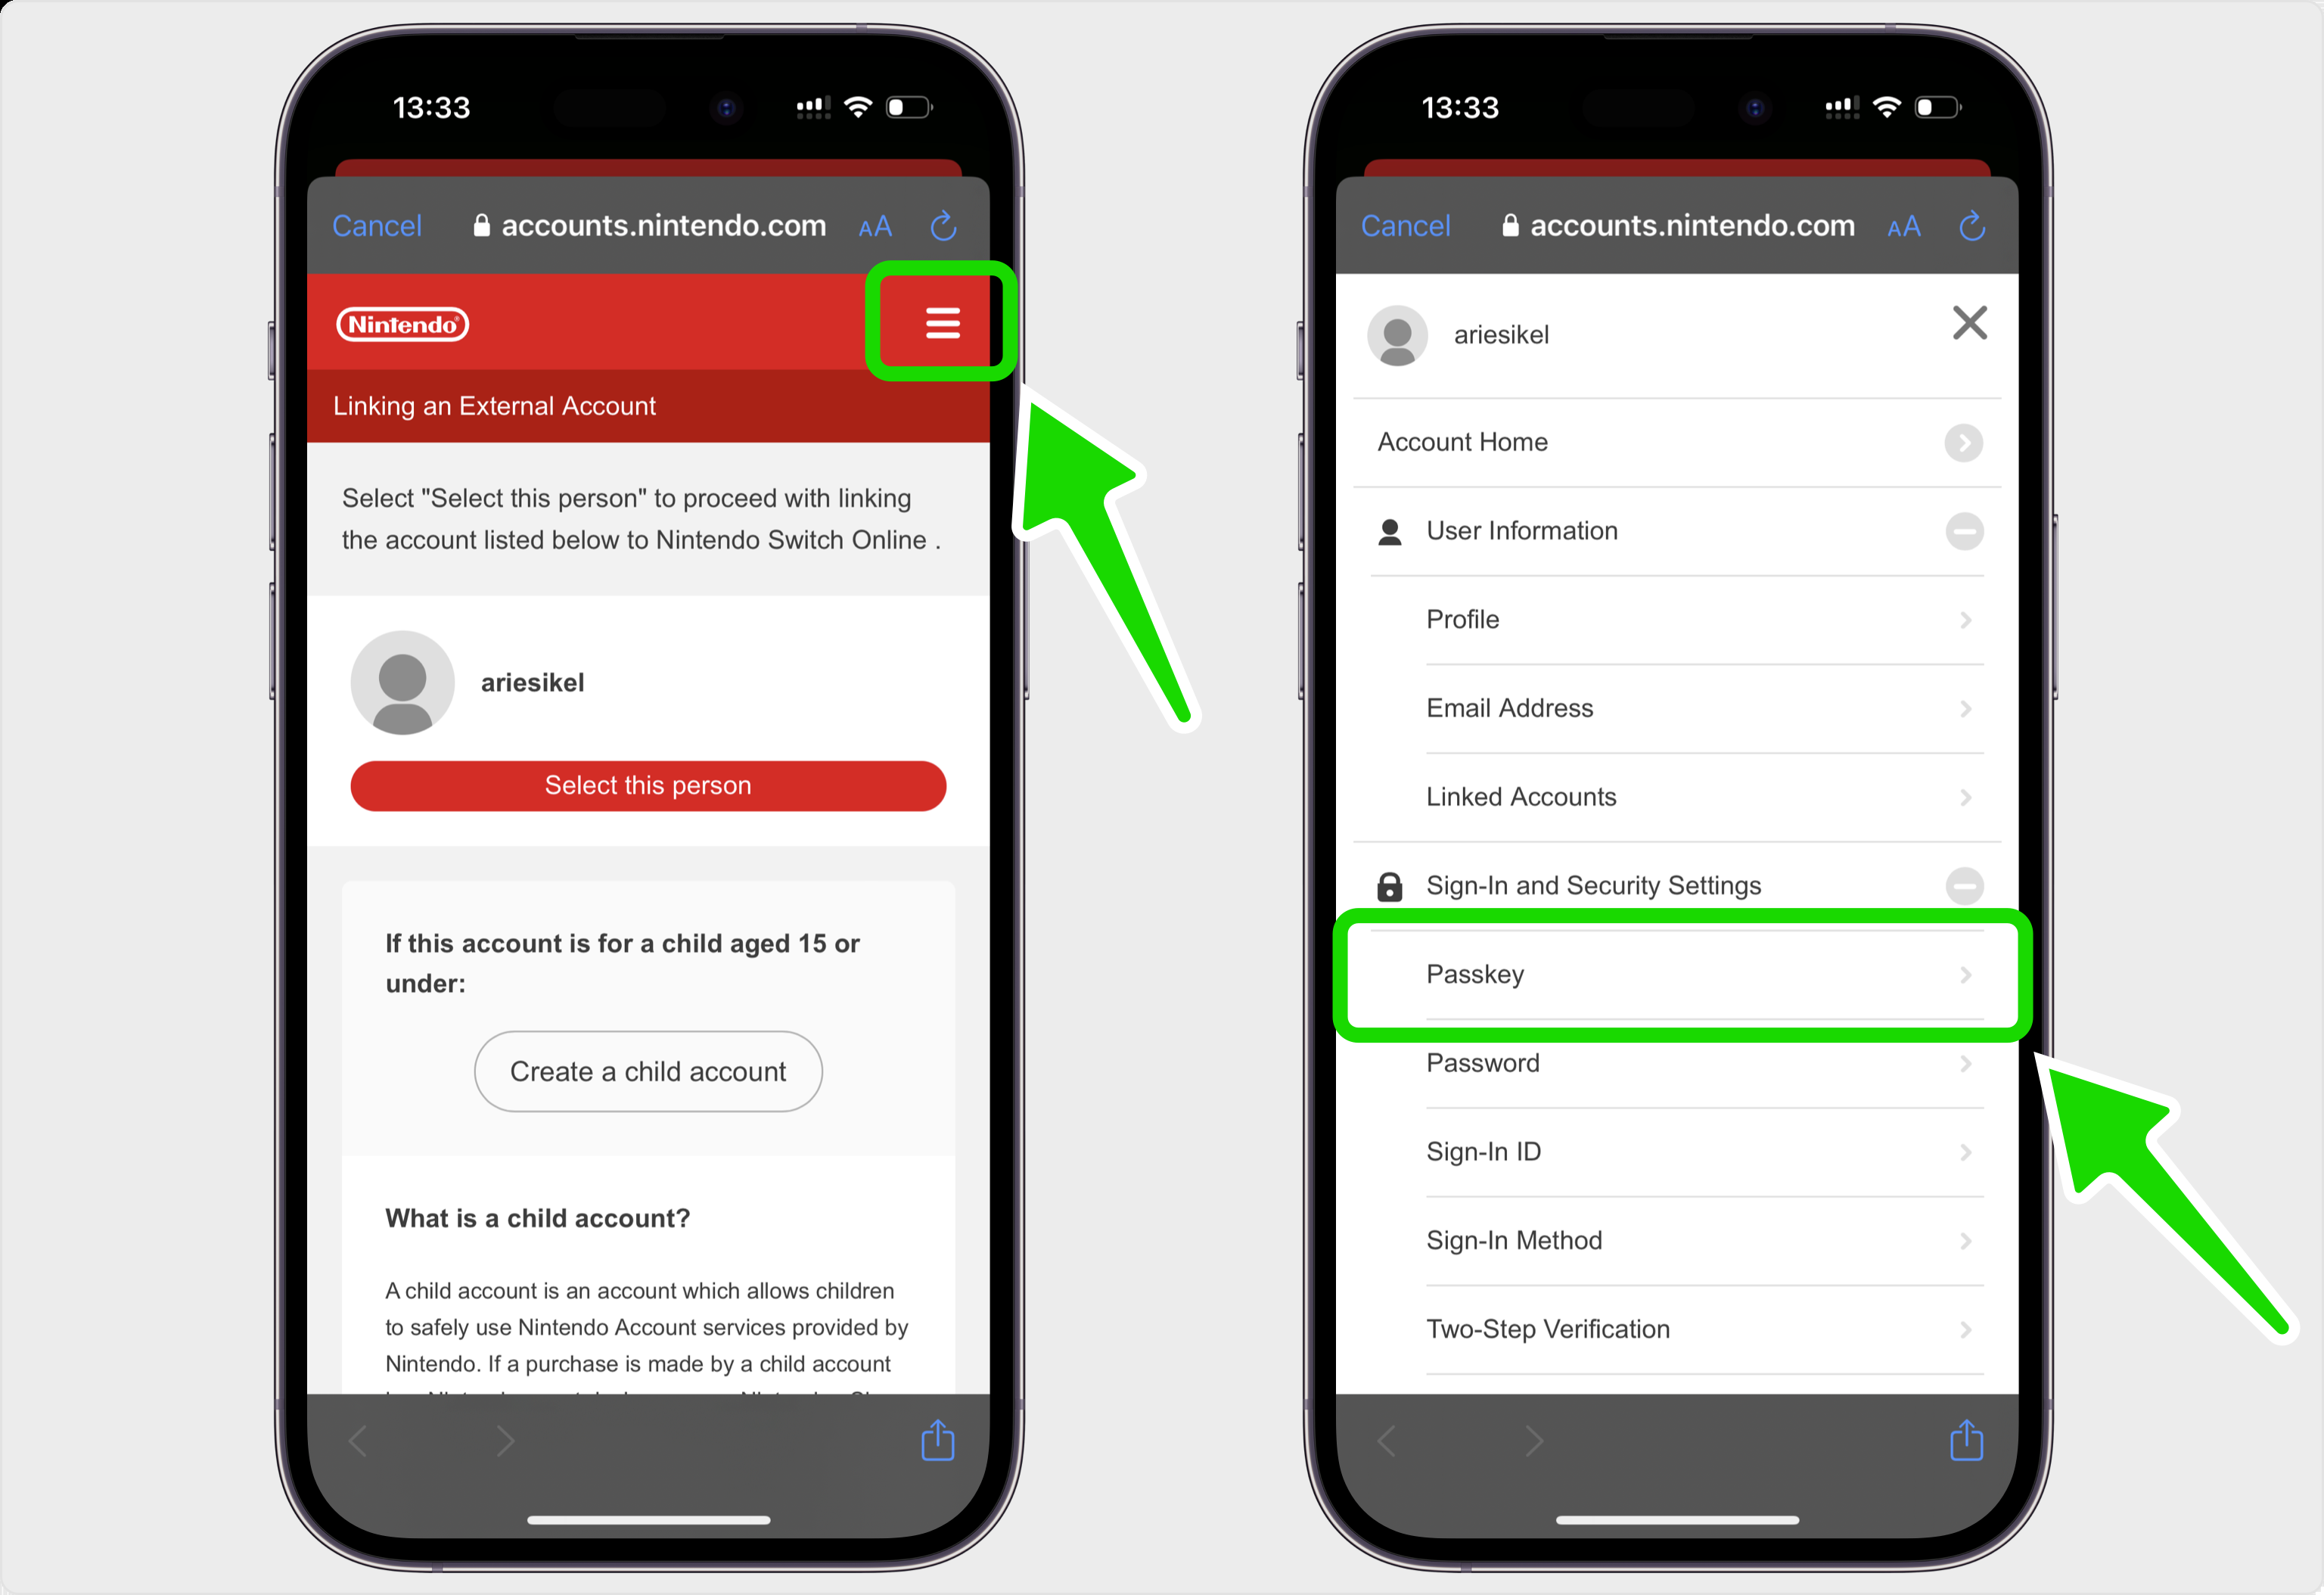 13:33
Cancel accounts.nintendo.com AA
Nintendo®
Linking an External Account
Select "Select this person" to proceed with linking
the account listed below to Nintendo Switch Online .
ariesikel
Select this person
If this account is for a child aged 15 or
under:
Create a child account
What is a child account?
A child account is an account which allows children
to safely use Nintendo Account services provided by
Nintendo. If a purchase is made by a child account
13:33
Cancel accounts.nintendo.com AA
ariesikel
Account Home
User Information
Profile
Email Address
Linked Accounts
Sign-In and Security Settings
Passkey
Password
Sign-In ID
Sign-In Method
Two-Step Verification